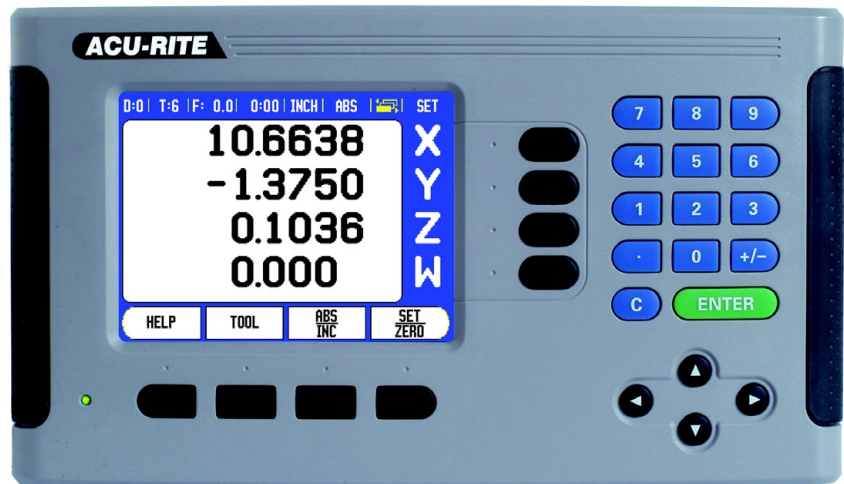 ACU-RITE
D:0 | T:6 | F: 0.0 | 0:00 | INCH | ABS | | SET
10.6638 X
-1.3750 Y
0.1036 Z
0.000 W
HELP TOOL ABS INC SET ZERO
7 8 9
4 5 6
1 2 3
. 0 +/-
C ENTER